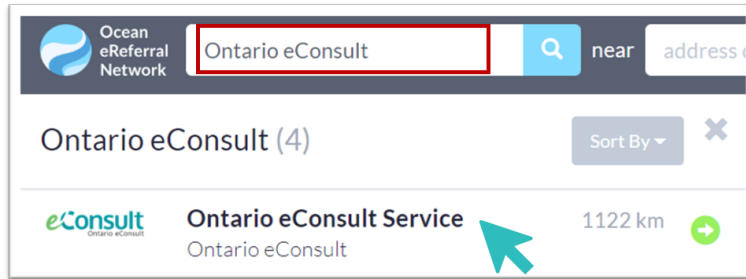 Ocean
eReferral
Network
Ontario eConsult
near
address
Ontario eConsult (4)
Sort By
eConsult
Ontario eConsult
Ontario eConsult Service
1122 km
Ontario eConsult